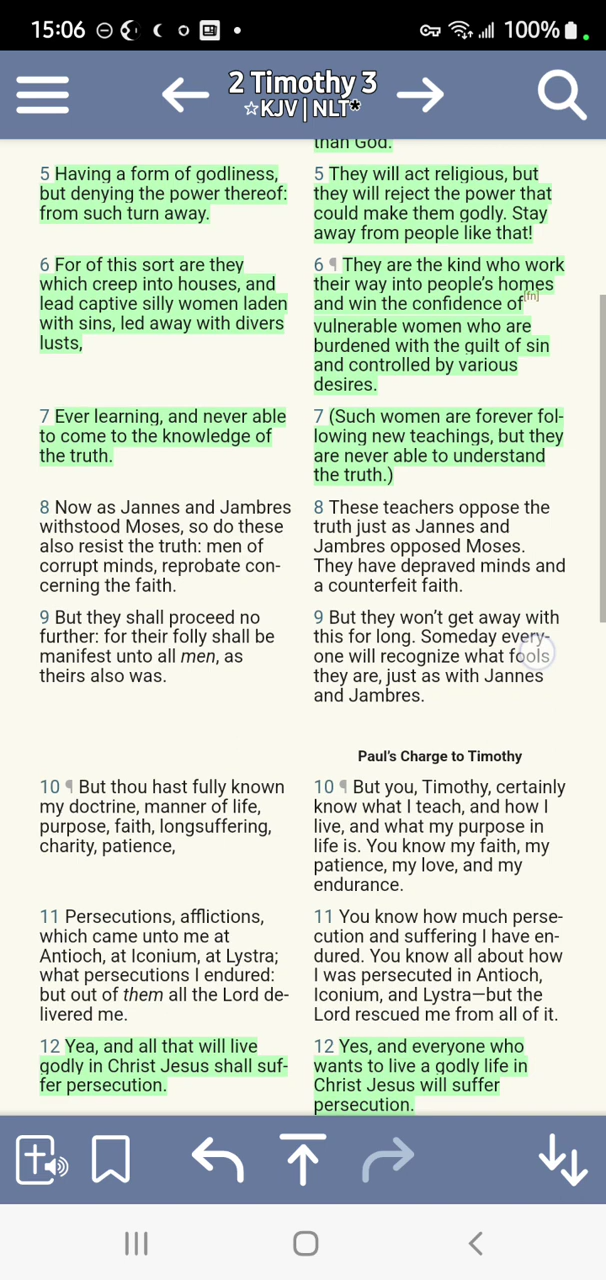 15:06
100%
2 Timothy 3
☆KJV | NLT*
than God.
5 Having a form of godliness,
but denying the power thereof:
from such turn away.
5 They will act religious, but
they will reject the power that
could make them godly. Stay
away from people like that!
6 For of this sort are they
which creep into houses, and
lead captive silly women laden
with sins, led away with divers
lusts,
6 ¶ They are the kind who work
their way into people’s homes
and win the confidence of[fn]
vulnerable women who are
burdened with the guilt of sin
and controlled by various
desires.
7 Ever learning, and never able
to come to the knowledge of
the truth.
7 (Such women are forever fol-
lowing new teachings, but they
are never able to understand
the truth.)
8 Now as Jannes and Jambres
withstood Moses, so do these
also resist the truth: men of
corrupt minds, reprobate con-
cerning the faith.
8 These teachers oppose the
truth just as Jannes and
Jambres opposed Moses.
They have depraved minds and
a counterfeit faith.
9 But they shall proceed no
further: for their folly shall be
manifest unto all men, as
theirs also was.
9 But they won’t get away with
this for long. Someday every-
one will recognize what fools
they are, just as with Jannes
and Jambres.
Paul’s Charge to Timothy
10 ¶ But thou hast fully known
my doctrine, manner of life,
purpose, faith, longsuffering,
charity, patience,
10 ¶ But you, Timothy, certainly
know what I teach, and how I
live, and what my purpose in
life is. You know my faith, my
patience, my love, and my
endurance.
11 Persecutions, afflictions,
which came unto me at
Antioch, at Iconium, at Lystra;
what persecutions I endured:
but out of them all the Lord de-
livered me.
11 You know how much perse-
cution and suffering I have en-
dured. You know all about how
I was persecuted in Antioch,
Iconium, and Lystra—but the
Lord rescued me from all of it.
12 Yea, and all that will live
godly in Christ Jesus shall suf-
fer persecution.
12 Yes, and everyone who
wants to live a godly life in
Christ Jesus will suffer
persecution.